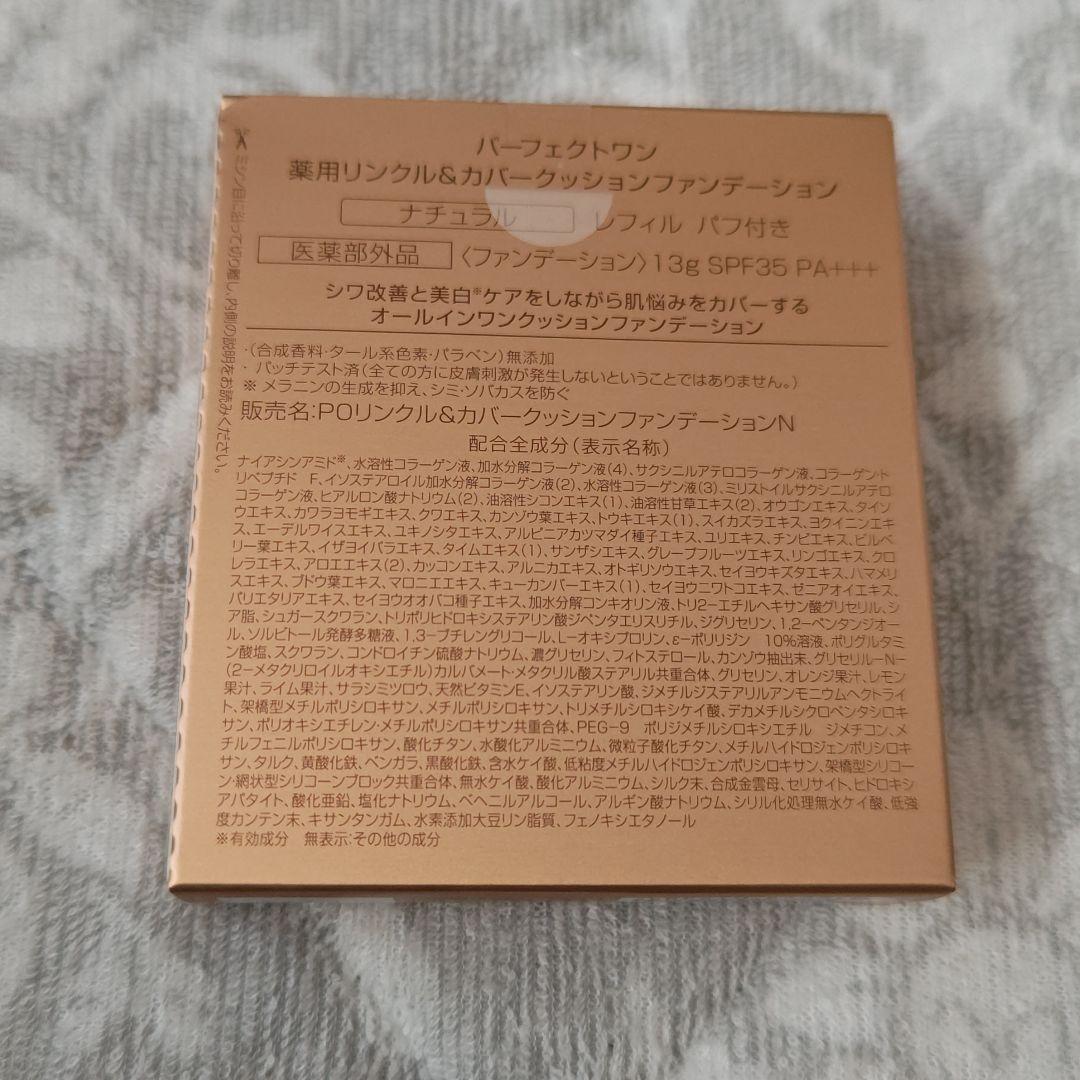 パーフェクトワン
薬用リンクル&カバークッションファンデーション
ナチュラル レフィル パフ付き
医薬部外品 〈ファンデーション〉13g SPF35 PA+++
シワ改善と美白※ケアをしながら肌悩みをカバーする
オールインワンクッションファンデーション
・(合成香料・タール系色素・パラベン)無添加
・パッチテスト済(全ての方に皮膚刺激が発生しないということではありません。)
※ メラニンの生成を抑え、シミ・ソバカスを防ぐ
販売名:POリンクル&カバークッションファンデーションN
配合全成分(表示名称)
ナイアシンアミド※、水溶性コラーゲン液、加水分解コラーゲン液(4)、サクシニルアテロコラーゲン液、コラーゲン・ト
リペプチド F、イソステアロイル加水分解コラーゲン液(2)、水溶性コラーゲン液(3)、ミリストイルサクシニルアテロ
コラーゲン液、ヒアルロン酸ナトリウム(2)、油溶性シコンエキス(1)、油溶性甘草エキス(2)、オウゴンエキス、タイソ
ウエキス、カワラヨモギエキス、クワエキス、カンゾウ葉エキス、トウキエキス(1)、スイカズラエキス、ヨクイニンエキ
ス、エーデルワイスエキス、ユキノシタエキス、アルピニアカツマダイ種子エキス、ユリエキス、チンピエキス、ビルベ
リー葉エキス、イザヨイバラエキス、タイムエキス(1)、サンザシエキス、グレープフルーツエキス、リンゴエキス、クロ
レラエキス、アロエエキス(2)、カッコンエキス、アルニカエキス、オトギリソウエキス、セイヨウキズタエキス、ハマメリ
スエキス、ブドウ葉エキス、マロニエエキス、キューカンバーエキス(1)、セイヨウニワトコエキス、ゼニアオイエキス、
パリエタリアエキス、セイヨウオオバコ種子エキス、加水分解コンキオリン液、トリ2-エチルヘキサン酸グリセリル、シ
ア脂、シュガースクワラン、トリポリヒドロキシステアリン酸ジペンタエリスリチル、ジグリセリン、1,2-ペンタンジオー
ル、ソルビトール発酵多糖液、1,3-ブチレングリコール、L-オキシプロリン、ε-ポリリジン 10%溶液、ポリグルタミ
ン酸塩、スクワラン、コンドロイチン硫酸ナトリウム、濃グリセリン、フィトステロール、カンゾウ抽出末、グリセリル-N-
(2-メタクリロイルオキシエチル)カルバメート・メタクリル酸ステアリル共重合体、グリセリン、オレンジ果汁、レモン
果汁、ライム果汁、サラシミツロウ、天然ビタミンE、イソステアリン酸、ジメチルジステアリルアンモニウムヘクトライ
ト、架橋型メチルポリシロキサン、メチルポリシロキサン、トリメチルシロキシケイ酸、デカメチルシクロペンタシロキ
サン、ポリオキシエチレン・メチルポリシロキサン共重合体、PEG-9 ポリジメチルシロキシエチル ジメチコン、メ
チルフェニルポリシロキサン、酸化チタン、水酸化アルミニウム、微粒子酸化チタン、メチルハイドロジェンポリシロキ
サン、タルク、黄酸化鉄、ベンガラ、黒酸化鉄、含水ケイ酸、低粘度メチルハイドロジェンポリシロキサン、架橋型シリコー
ン・網状型シリコーンブロック共重合体、無水ケイ酸、酸化アルミニウム、シルク末、合成金雲母、セリサイト、ヒドロキシ
アパタイト、酸化亜鉛、塩化ナトリウム、ベヘニルアルコール、アルギン酸ナトリウム、シリル化処理無水ケイ酸、低強
度カンテン末、キサンタンガム、水素添加大豆リン脂質、フェノキシエタノール
※有効成分 無表示:その他の成分
ミシン目に沿って切り離し、内側の説明をお読みください。